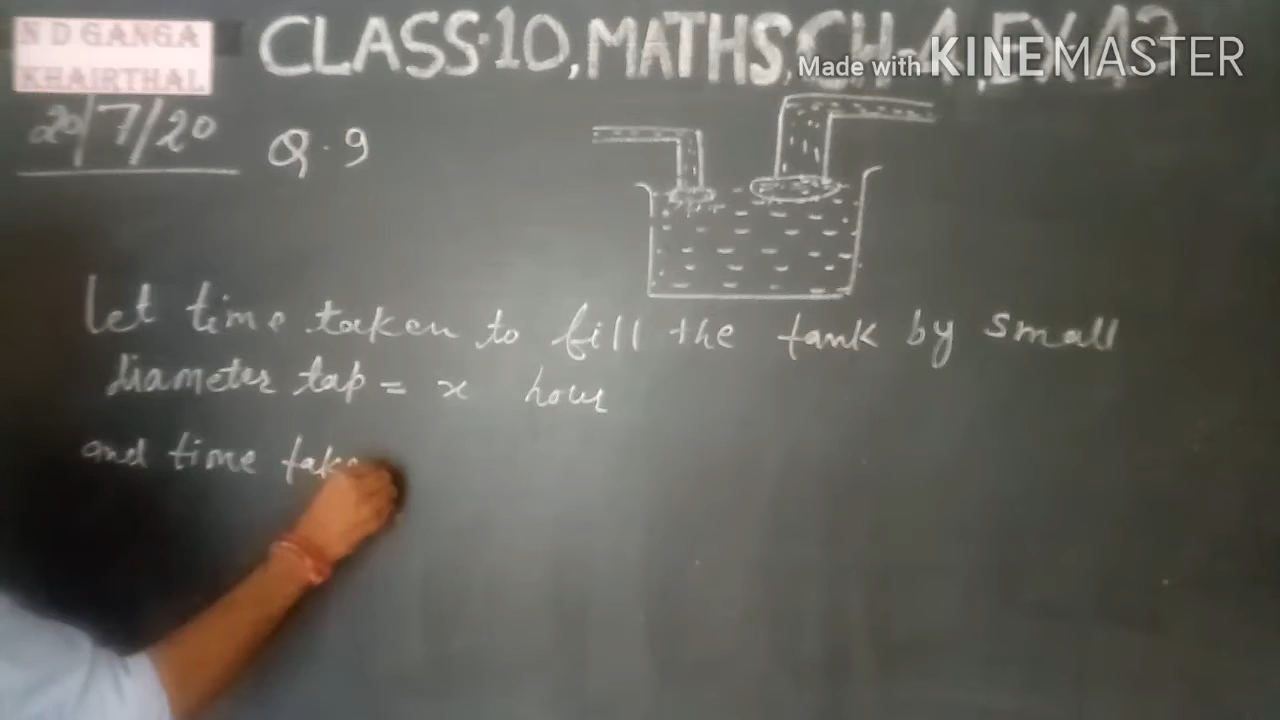 N D GANGA
KHAIRTHAL
CLASS-10, MATHS, CH-4, EX 4.3
Made with KINEMASTER
20/7/20
Q.9
Let time taken to fill the tank by small
diameter tap = x hour
and time take